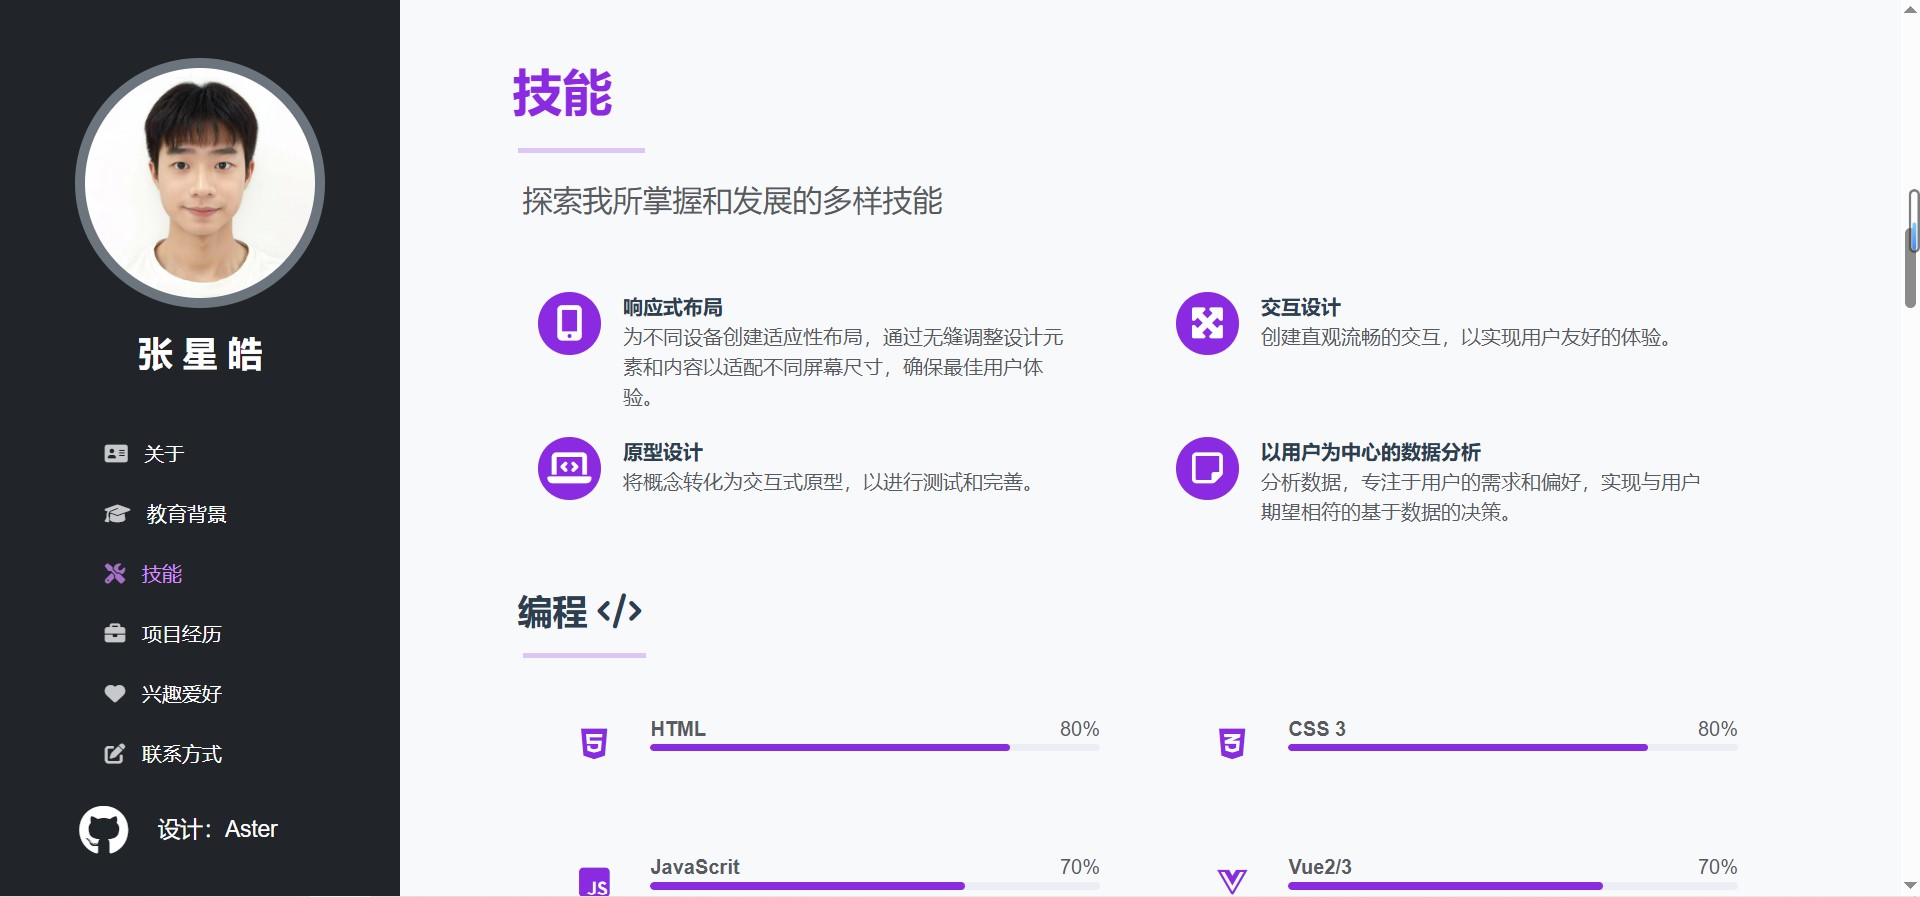 张星皓
关于
教育背景
技能
项目经历
兴趣爱好
联系方式
设计：Aster
技能
探索我所掌握和发展的多样技能
响应式布局
为不同设备创建适应性布局，通过无缝调整设计元
素和内容以适配不同屏幕尺寸，确保最佳用户体
验。
交互设计
创建直观流畅的交互，以实现用户友好的体验。
原型设计
将概念转化为交互式原型，以进行测试和完善。
以用户为中心的数据分析
分析数据，专注于用户的需求和偏好，实现与用户
期望相符的基于数据的决策。
编程 </>
HTML 80%
CSS 3 80%
JS
JavaScrit 70%
Vue2/3 70%